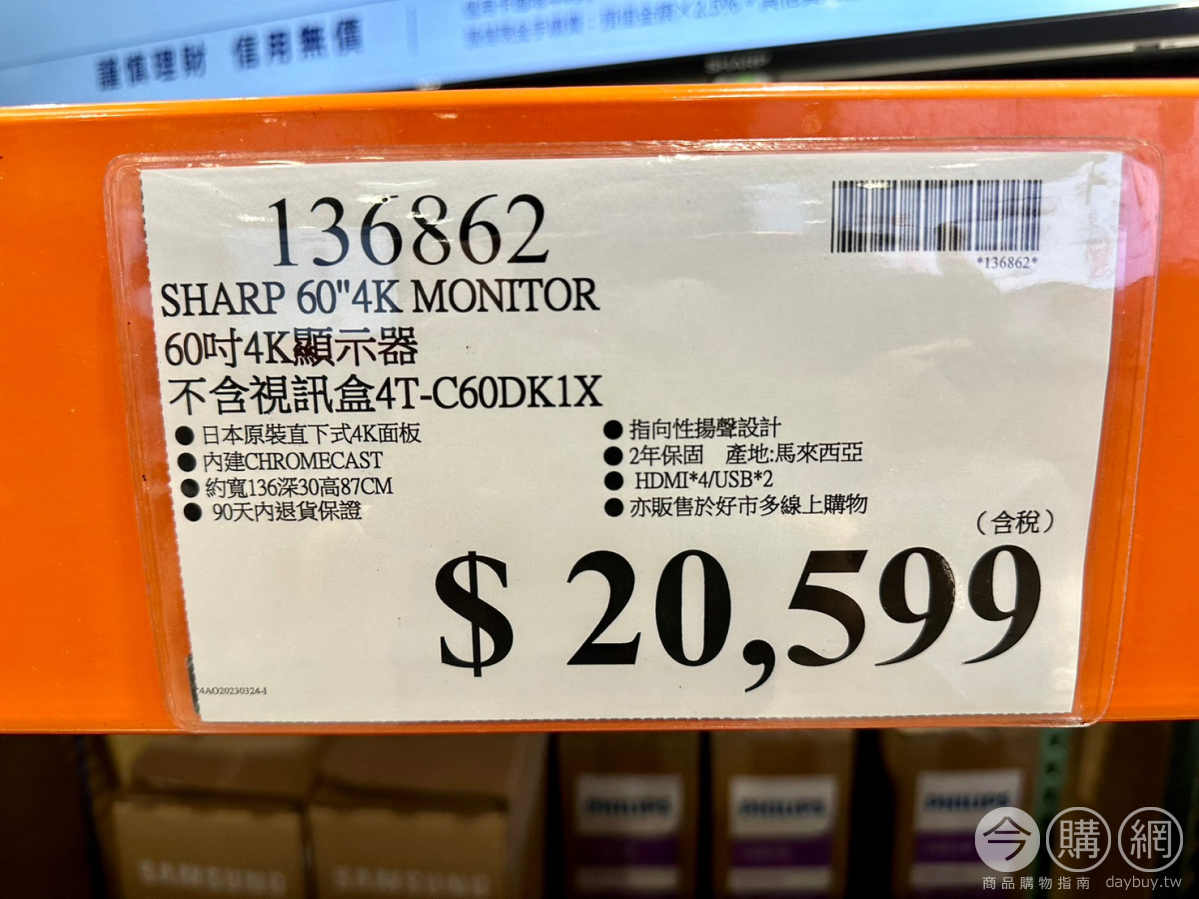 謹慎理財 信用無價
136862
*136862*
SHARP 60"4K MONITOR
60吋4K顯示器
不含視訊盒4T-C60DK1X
●日本原裝直下式4K面板
●內建CHROMECAST
●約寬136深30高87CM
●90天內退貨保證
●指向性揚聲設計
●2年保固 產地:馬來西亞
●HDMI*4/USB*2
●亦販售於好市多線上購物
(含稅)
$ 20,599
SAMSUNG
SAMSUNG
PHILIPS
PHILIPS
PHILIPS
今購網
商品購物指南 daybuy.tw